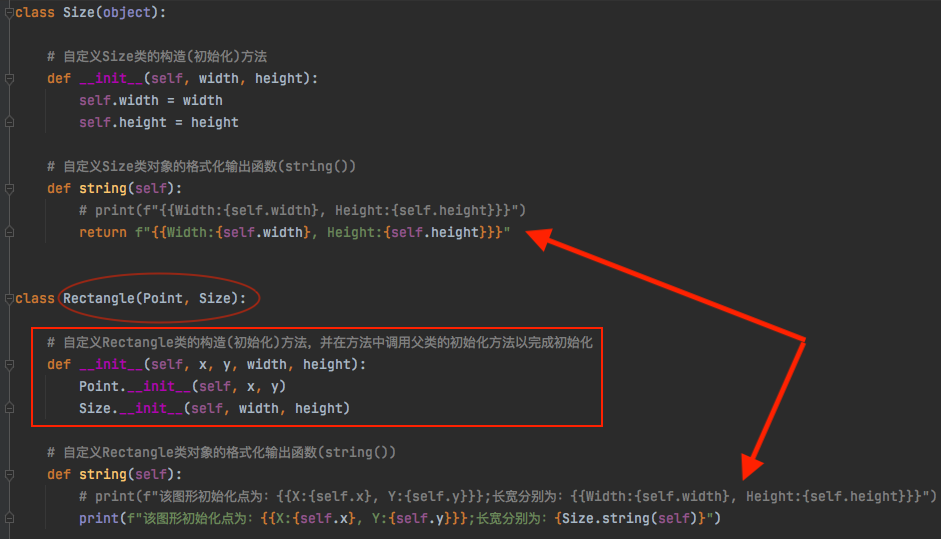 class Size(object):
# 自定义Size类的构造(初始化)方法
def __init__(self, width, height):
self.width = width
self.height = height
# 自定义Size类对象的格式化输出函数(string())
def string(self):
# print(f"{{Width:{self.width}, Height:{self.height}}}")
return f"{{Width:{self.width}, Height:{self.height}}}"
class Rectangle(Point, Size):
# 自定义Rectangle类的构造(初始化)方法，并在方法中调用父类的初始化方法以完成初始化
def __init__(self, x, y, width, height):
Point.__init__(self, x, y)
Size.__init__(self, width, height)
# 自定义Rectangle类对象的格式化输出函数(string())
def string(self):
# print(f"该图形初始化点为：{{X:{self.x}, Y:{self.y}}};长宽分别为：{{Width:{self.width}, Height:{self.height}}}")
print(f"该图形初始化点为：{{X:{self.x}, Y:{self.y}}};长宽分别为：{Size.string(self)}")